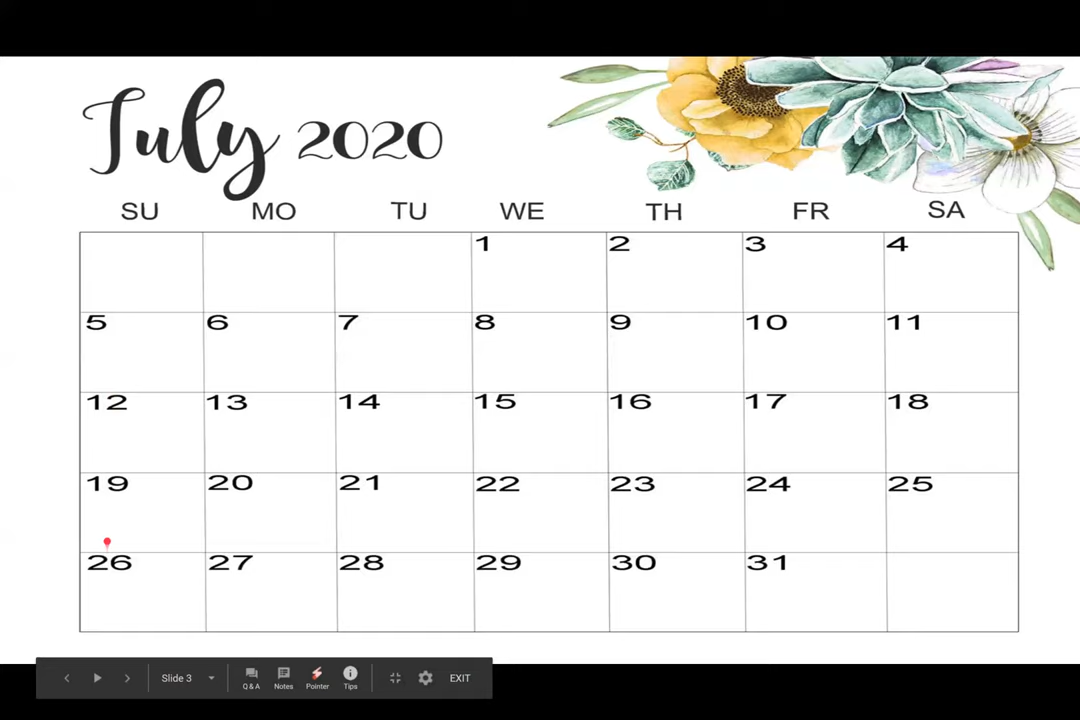 July 2020
SU MO TU WE TH FR SA
1 2 3 4
5 6 7 8 9 10 11
12 13 14 15 16 17 18
19 20 21 22 23 24 25
26 27 28 29 30 31
Slide 3 Q & A Notes Pointer Tips EXIT